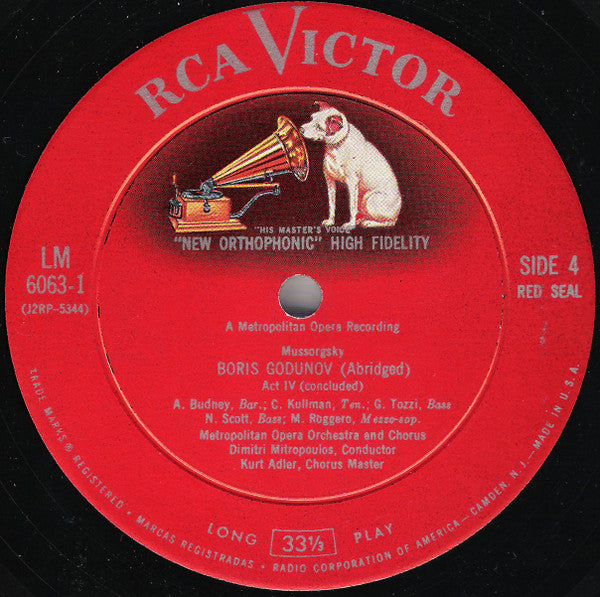 RCA VICTOR
"HIS MASTER'S VOICE"
"NEW ORTHOPHONIC" HIGH FIDELITY
LM
6063-1
(J2RP-5344)
SIDE 4
RED SEAL
A Metropolitan Opera Recording
Mussorgsky
BORIS GODUNOV (Abridged)
Act IV (concluded)
A. Budney, Bar.; C. Kullman, Ten.; G. Tozzi, Bass
N. Scott, Bass; M. Roggero, Mezzo-sop.
Metropolitan Opera Orchestra and Chorus
Dimitri Mitropoulos, Conductor
Kurt Adler, Chorus Master
LONG 33⅓ PLAY
TRADE MARKS ® REGISTERED • MARCAS REGISTRADAS • RADIO CORPORATION OF AMERICA—CAMDEN, N. J.—MADE IN U.S.A.